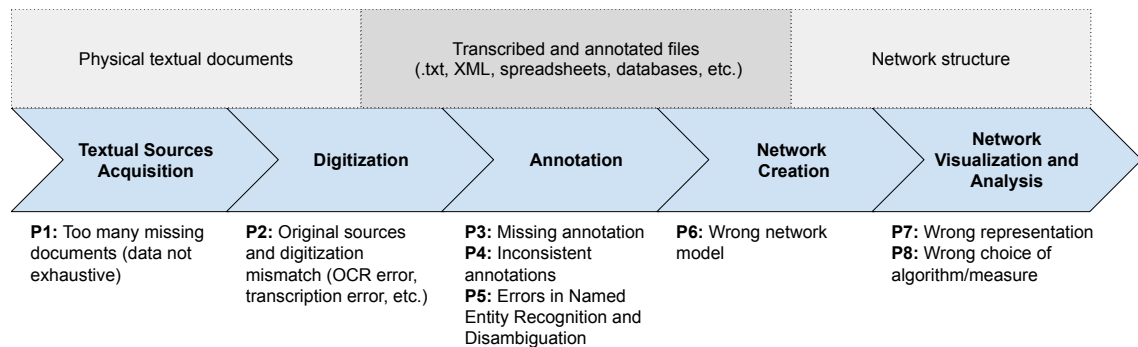 Physical textual documents
Transcribed and annotated files
(.txt, XML, spreadsheets, databases, etc.)
Network structure
Textual Sources
Acquisition
Digitization
Annotation
Network
Creation
Network
Visualization and
Analysis
P1: Too many missing
documents (data not
exhaustive)
P2: Original sources
and digitization
mismatch (OCR error,
transcription error, etc.)
P3: Missing annotation
P4: Inconsistent
annotations
P5: Errors in Named
Entity Recognition and
Disambiguation
P6: Wrong network
model
P7: Wrong representation
P8: Wrong choice of
algorithm/measure